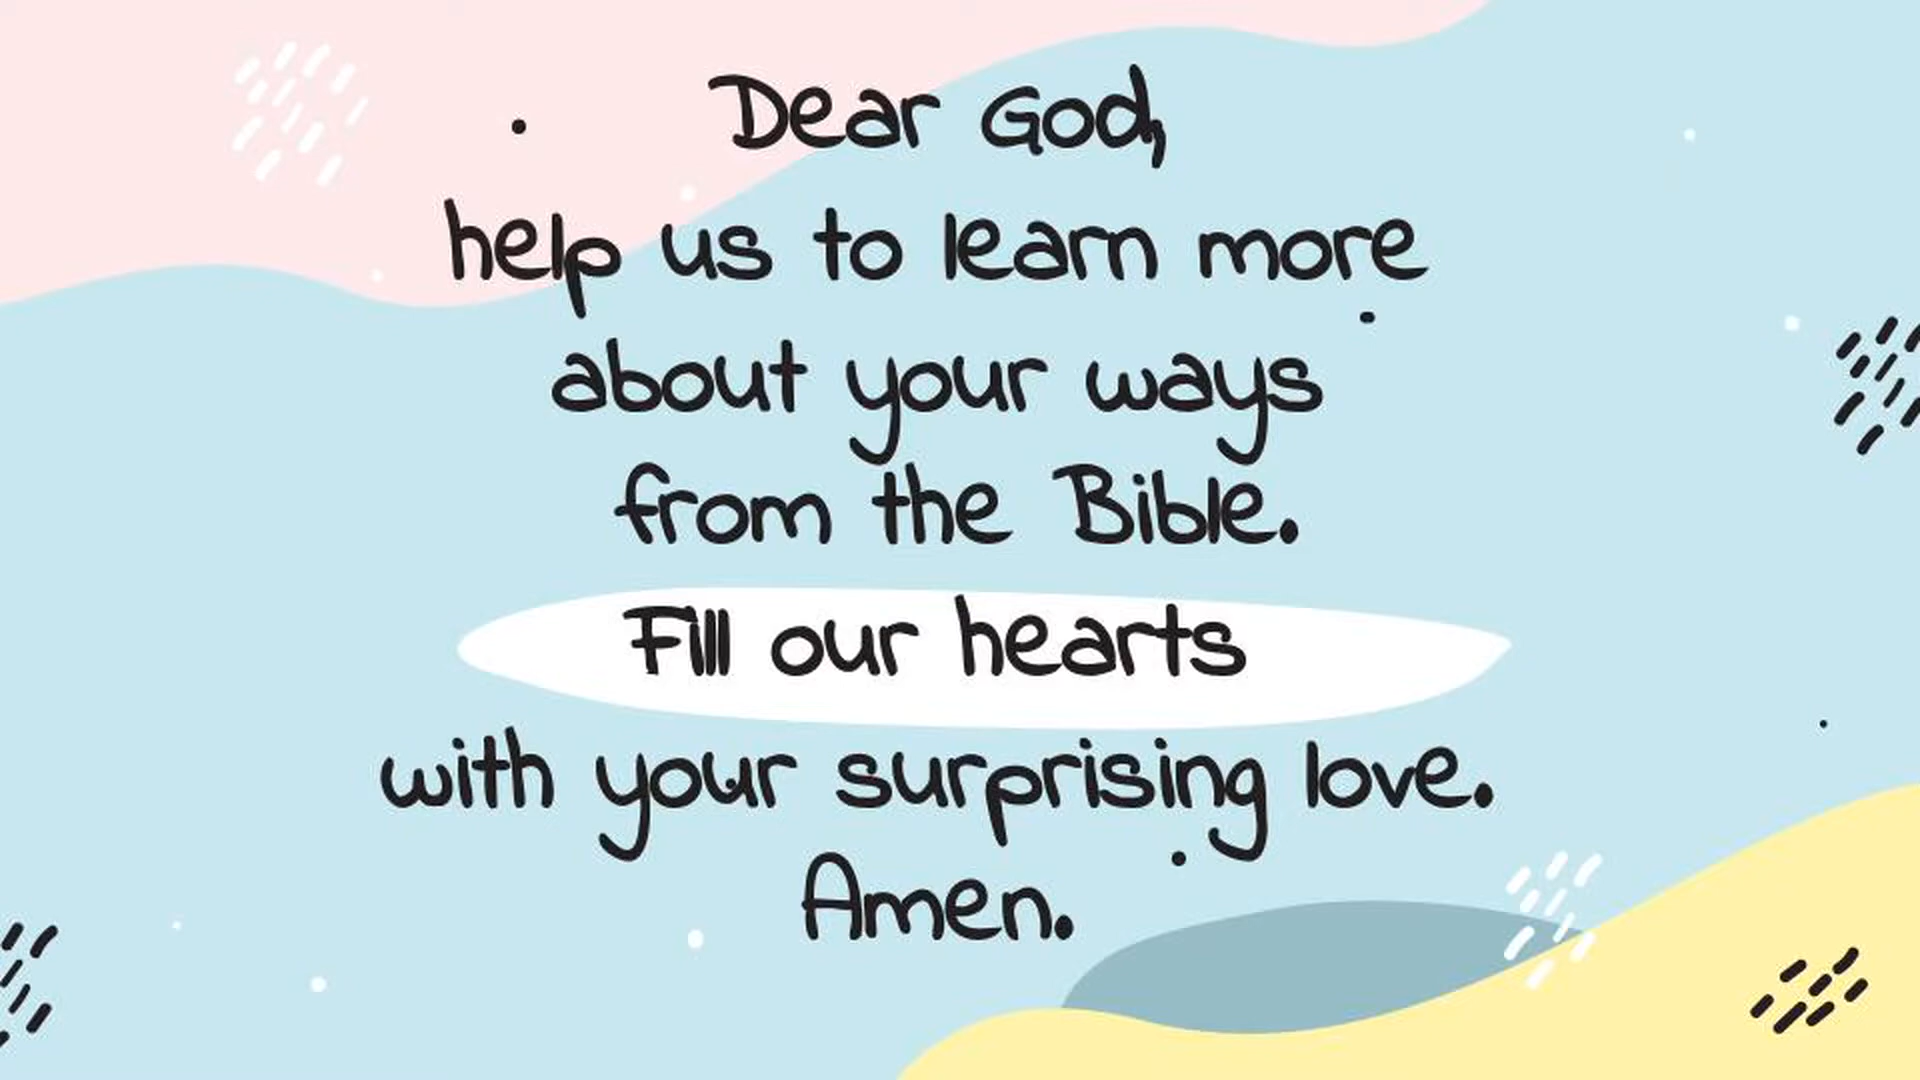 Dear God,
help us to learn more
about your ways
from the Bible.
Fill our hearts
with your surprising love.
Amen.